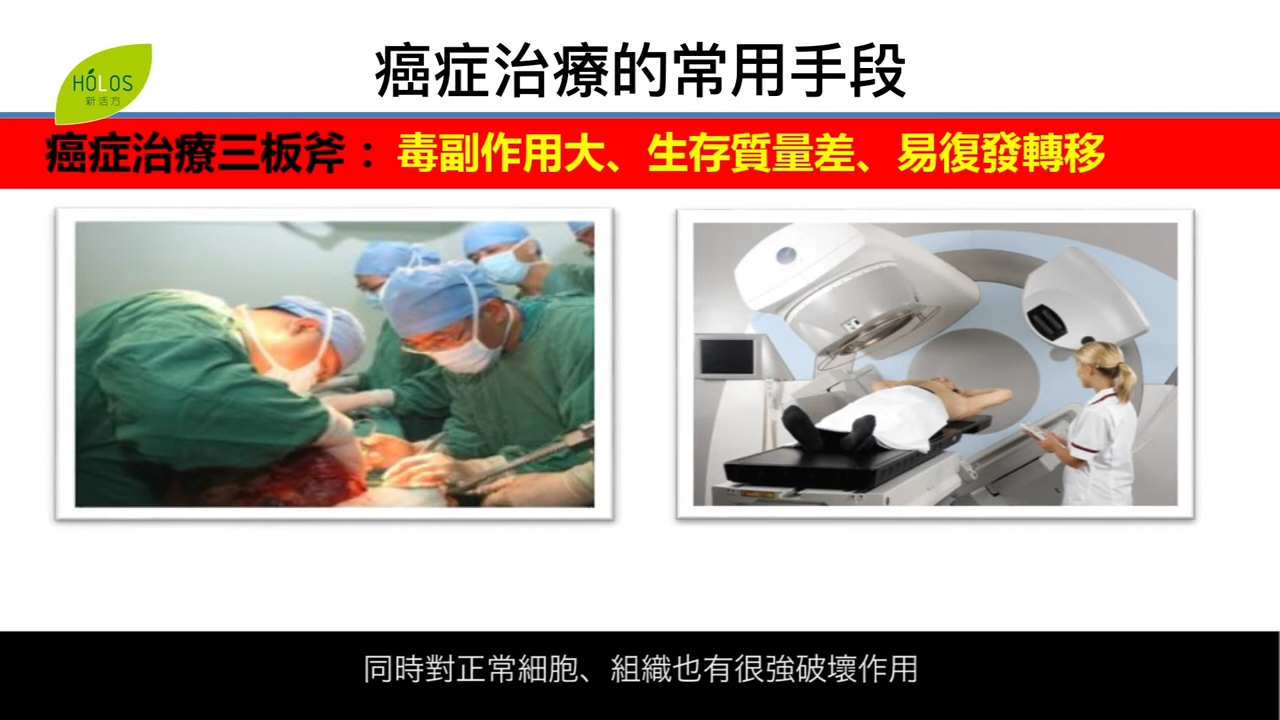 癌症治療的常用手段
HÓLOS
新活方
癌症治療三板斧：毒副作用大、生存質量差、易復發轉移
同時對正常細胞、組織也有很強破壞作用